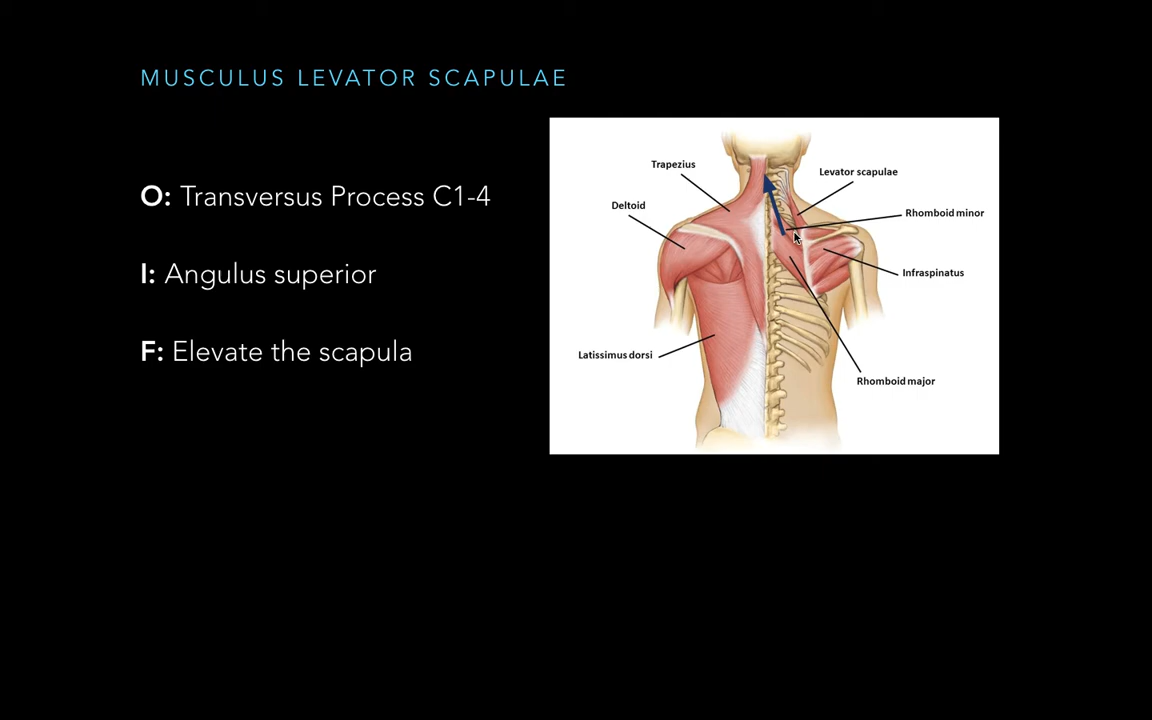 MUSCULUS LEVATOR SCAPULAE
O: Transversus Process C1-4
I: Angulus superior
F: Elevate the scapula
Trapezius
Levator scapulae
Deltoid
Rhomboid minor
Infraspinatus
Latissimus dorsi
Rhomboid major